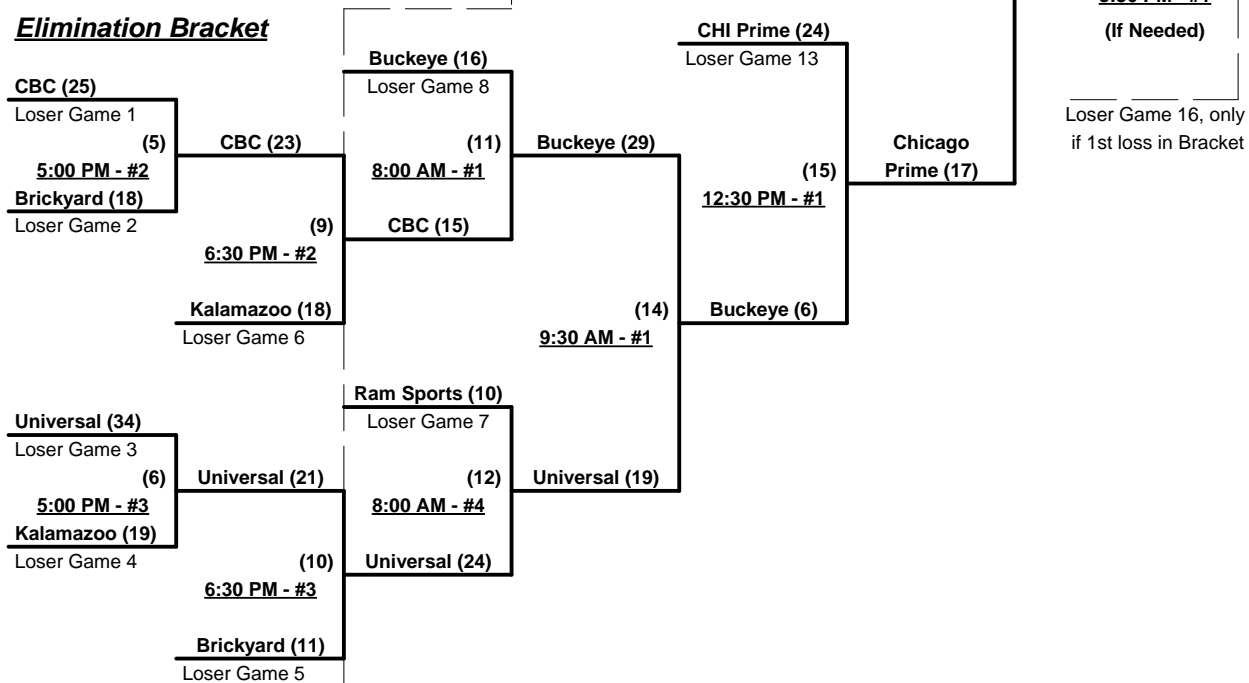 Elimination Bracket
(If Needed)
Loser Game 16, only
if 1st loss in Bracket
CHI Prime (24)
Loser Game 13
Buckeye (16)
Loser Game 8
CBC (25)
Loser Game 1
(5)
5:00 PM - #2
CBC (23)
(11)
8:00 AM - #1
Buckeye (29)
(15)
12:30 PM - #1
Chicago
Prime (17)
Brickyard (18)
Loser Game 2
(9)
6:30 PM - #2
CBC (15)
Kalamazoo (18)
Loser Game 6
(14)
9:30 AM - #1
Buckeye (6)
Ram Sports (10)
Loser Game 7
Universal (34)
Loser Game 3
(6)
5:00 PM - #3
Universal (21)
(12)
8:00 AM - #4
Universal (19)
Kalamazoo (19)
Loser Game 4
(10)
6:30 PM - #3
Universal (24)
Brickyard (11)
Loser Game 5